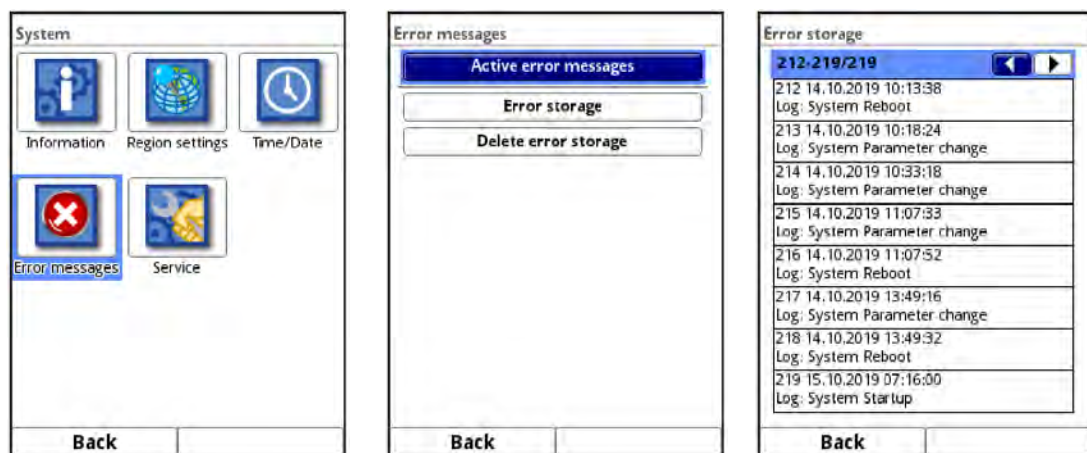 System
Information
Region settings
Time/Date
Error messages
Service
Back
Error messages
Active error messages
Error storage
Delete error storage
Back
Error storage
212-219/219
212 14.10.2019 10:13:38
Log: System Reboot
213 14.10.2019 10:18:24
Log: System Parameter change
214 14.10.2019 10:33:18
Log: System Parameter change
215 14.10.2019 11:07:33
Log: System Parameter change
216 14.10.2019 11:07:52
Log: System Reboot
217 14.10.2019 13:49:16
Log: System Parameter change
218 14.10.2019 13:49:32
Log: System Reboot
219 15.10.2019 07:16:00
Log: System Startup
Back